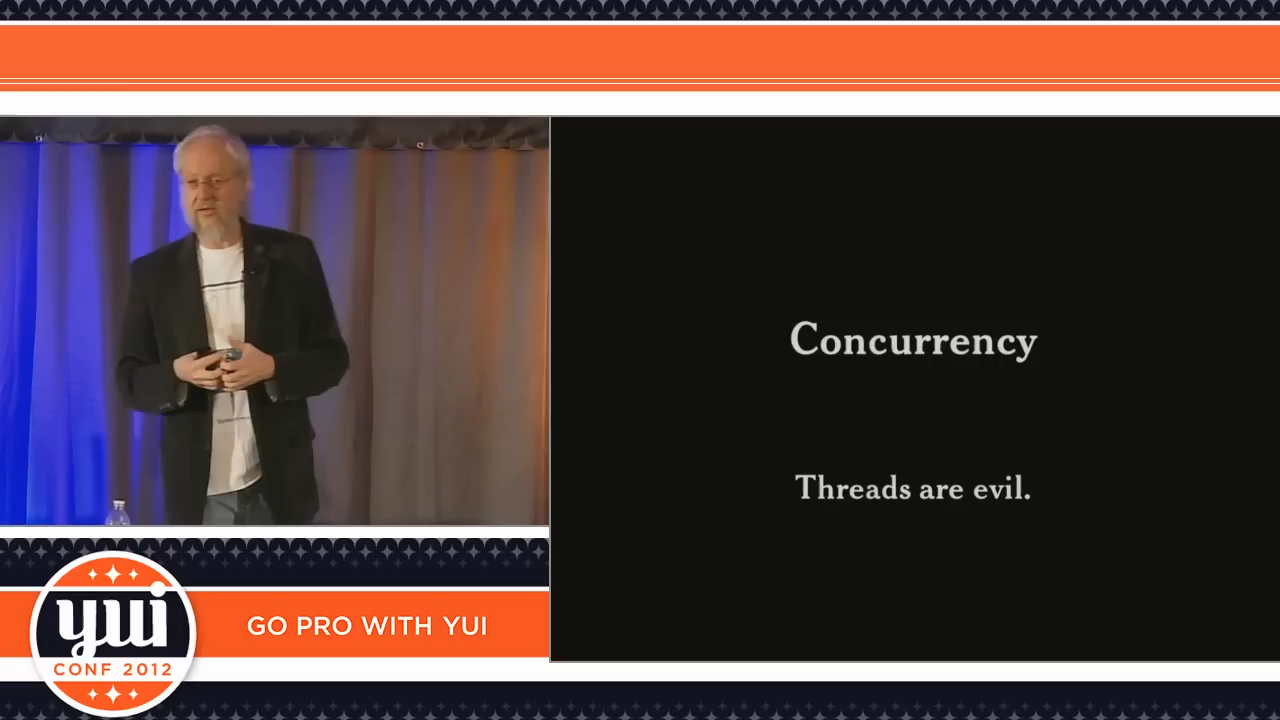 Concurrency
Threads are evil.
yui
CONF 2012
GO PRO WITH YUI